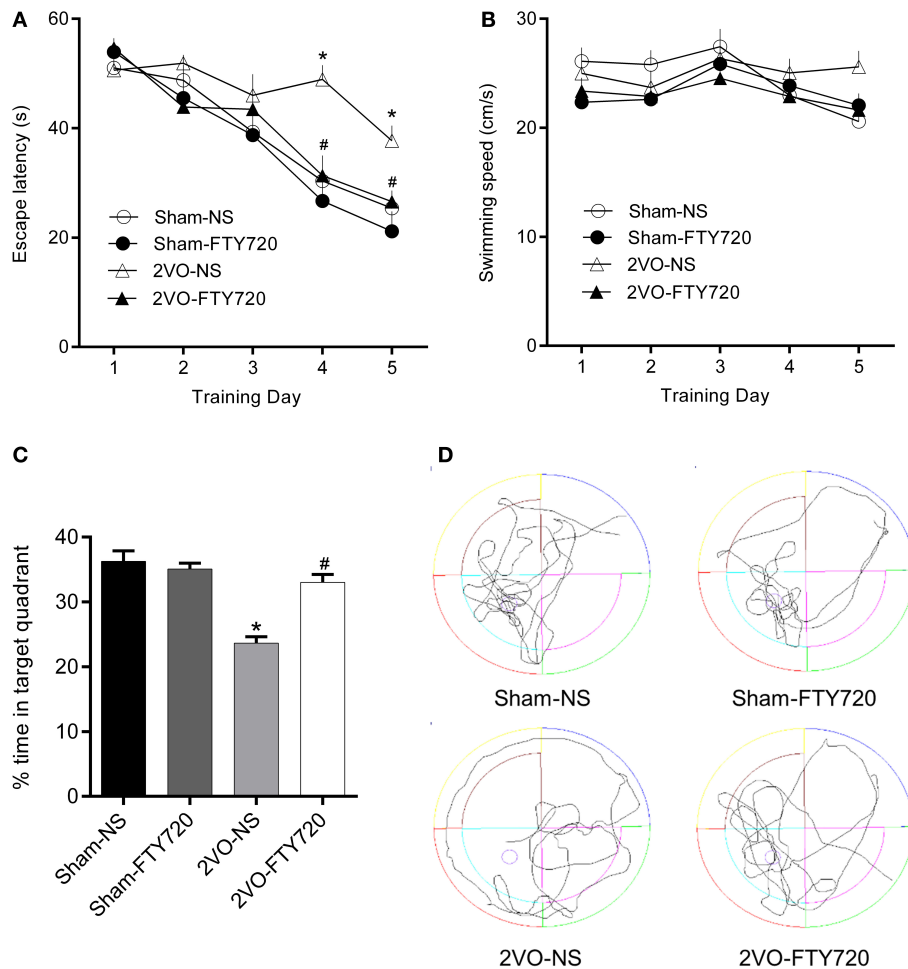 A
Escape latency (s)
60
40
20
0
*
*
#
#
Sham-NS
Sham-FTY720
2VO-NS
2VO-FTY720
1 2 3 4 5
Training Day
B
Swimming speed (cm/s)
30
20
10
0
Sham-NS
Sham-FTY720
2VO-NS
2VO-FTY720
1 2 3 4 5
Training Day
C
% time in target quadrant
40
30
20
10
0
*
#
Sham-NS
Sham-FTY720
2VO-NS
2VO-FTY720
D
Sham-NS
Sham-FTY720
2VO-NS
2VO-FTY720